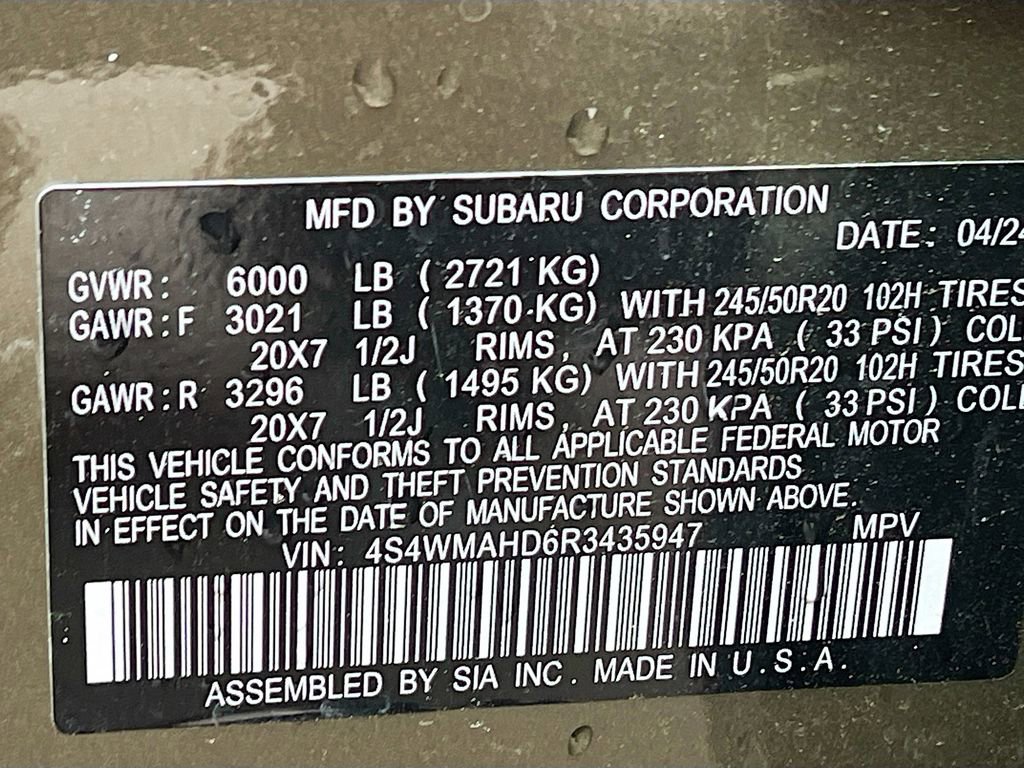 MFD BY SUBARU CORPORATION
DATE: 04/24
GVWR: 6000 LB ( 2721 KG)
GAWR:F 3021 LB ( 1370 KG) WITH 245/50R20 102H TIRES
20X7 1/2J RIMS, AT 230 KPA ( 33 PSI) COL
GAWR:R 3296 LB ( 1495 KG) WITH 245/50R20 102H TIRES
20X7 1/2J RIMS, AT 230 KPA ( 33 PSI) COL
THIS VEHICLE CONFORMS TO ALL APPLICABLE FEDERAL MOTOR
VEHICLE SAFETY AND THEFT PREVENTION STANDARDS
IN EFFECT ON THE DATE OF MANUFACTURE SHOWN ABOVE.
VIN: 4S4WMAHD6R3435947 MPV
ASSEMBLED BY SIA INC. MADE IN U.S.A.